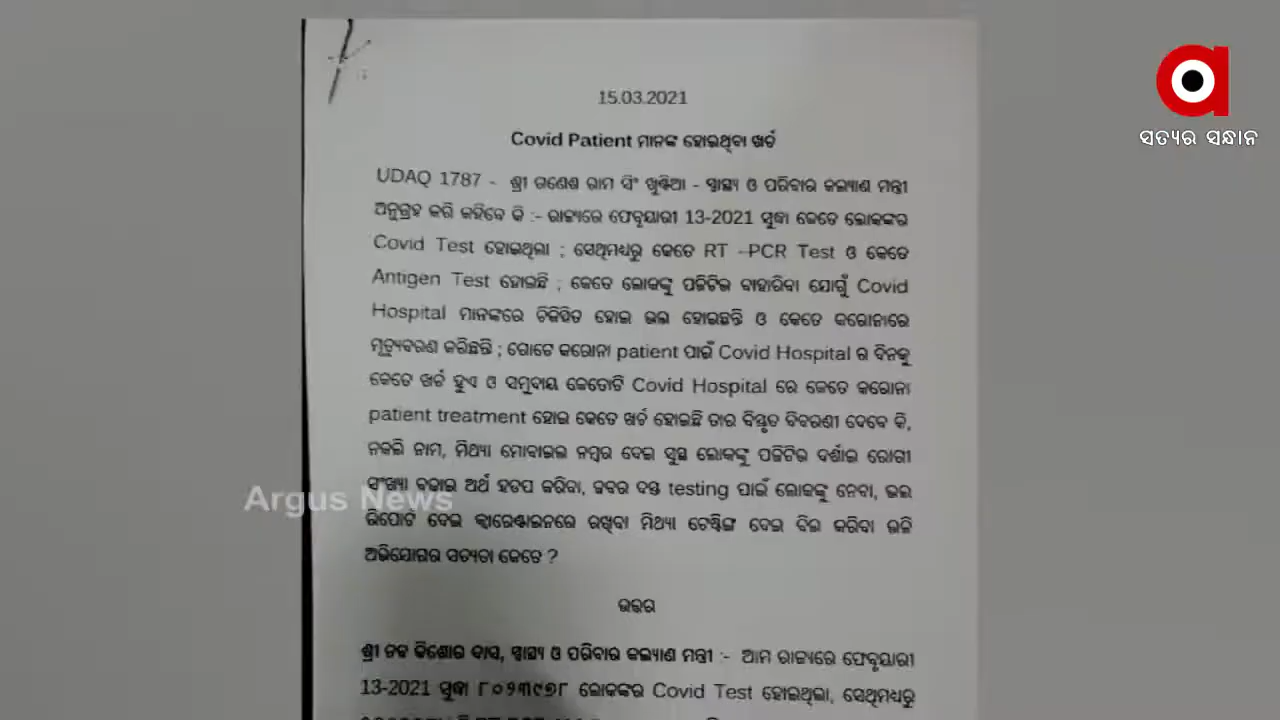 ସତ୍ୟର ସନ୍ଧାନ
15.03.2021
Covid Patient ମାନଙ୍କ ହୋଇଥିବା ଖର୍ଚ୍ଚ
UDAQ 1787 - ଶ୍ରୀ ଗଣେଶ ରାମ ସିଂ ଖୁଣ୍ଟିଆ - ସ୍ୱାସ୍ଥ୍ୟ ଓ ପରିବାର କଲ୍ୟାଣ ମନ୍ତ୍ରୀ
ଅନୁଗ୍ରହ କରି କହିବେ କି :- ରାଜ୍ୟରେ ଫେବୃୟାରୀ 13-2021 ସୁଦ୍ଧା କେତେ ଲୋକଙ୍କର
Covid Test ହୋଇଥିଲା ; ସେଥିମଧ୍ୟରୁ କେତେ RT –PCR Test ଓ କେତେ
Antigen Test ହୋଇଛି ; କେତେ ଲୋକଙ୍କୁ ପଜିଟିଭ ବାହାରିବା ଯୋଗୁଁ Covid
Hospital ମାନଙ୍କରେ ଚିକିତ୍ସିତ ହୋଇ ଭଲ ହୋଇଛନ୍ତି ଓ କେତେ କରୋନାରେ
ମୃତ୍ୟୁବରଣ କରିଛନ୍ତି ; ଗୋଟେ କରୋନା patient ପାଇଁ Covid Hospital ର ଦିନକୁ
କେତେ ଖର୍ଚ୍ଚ ହୁଏ ଓ ସମୁଦାୟ କେତୋଟି Covid Hospital ରେ କେତେ କରୋନା
patient treatment ହୋଇ କେତେ ଖର୍ଚ୍ଚ ହୋଇଛି ତାର ବିସ୍ତୃତ ବିବରଣୀ ଦେବେ କି,
ନକଲି ନାମ, ମିଥ୍ୟା ମୋବାଇଲ ନମ୍ବର ଦେଇ ସୁସ୍ଥ ଲୋକଙ୍କୁ ପଜିଟିଭ ଦର୍ଶାଇ ରୋଗୀ
ସଂଖ୍ୟା ବଢାଇ ଅର୍ଥ ହଡପ କରିବା, ଜବର ଦସ୍ତ testing ପାଇଁ ଲୋକଙ୍କୁ ନେବା, ଭଲ
Argus News
ରିପୋର୍ଟ ଦେଇ କ୍ୱାରେଣ୍ଟାଇନରେ ରଖିବା ମିଥ୍ୟା ଟେଷ୍ଟିଙ୍ଗ ଦେଇ ବିଲ କରିବା ଭଳି
ଅଭିଯୋଗର ସତ୍ୟତା କେତେ ?
ଉତ୍ତର
ଶ୍ରୀ ନବ କିଶୋର ଦାସ, ସ୍ୱାସ୍ଥ୍ୟ ଓ ପରିବାର କଲ୍ୟାଣ ମନ୍ତ୍ରୀ :- ଆମ ରାଜ୍ୟରେ ଫେବୃୟାରୀ
13-2021 ସୁଦ୍ଧା ୮୦୨୩୯୭୮ ଲୋକଙ୍କର Covid Test ହୋଇଥିଲା, ସେଥିମଧ୍ୟରୁ